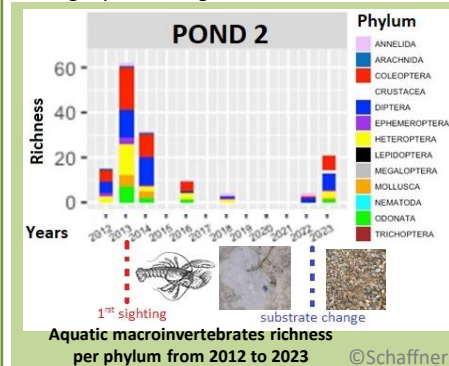 POND 2
Phylum
ANNELIDA
ARACHNIDA
COLEOPTERA
CRUSTACEA
DIPTERA
EPHEMEROPTERA
HETEROPTERA
LEPIDOPTERA
MEGALOPTERA
MOLLUSCA
NEMATODA
ODONATA
TRICHOPTERA
Richness
60
40
20
0
Years
2012
2013
2014
2015
2016
2017
2018
2019
2020
2021
2022
2023
1rst sighting
substrate change
Aquatic macroinvertebrates richness
per phylum from 2012 to 2023
©Schaffner